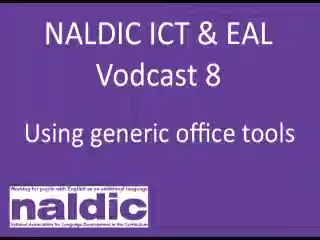 NALDIC ICT & EAL
Vodcast 8
Using generic office tools
Working for pupils with English as an additional language
naldic
National Association for Language Development in the Curriculum